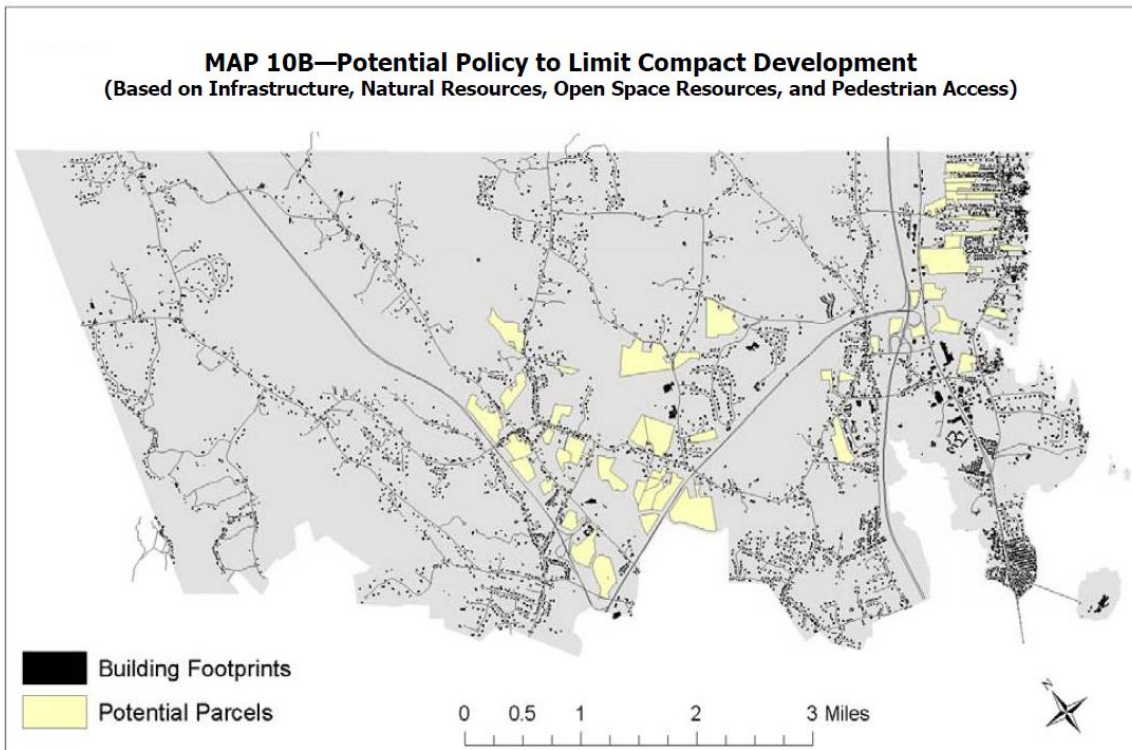 MAP 10B—Potential Policy to Limit Compact Development
(Based on Infrastructure, Natural Resources, Open Space Resources, and Pedestrian Access)
Building Footprints
Potential Parcels
0 0.5 1 2 3 Miles
N